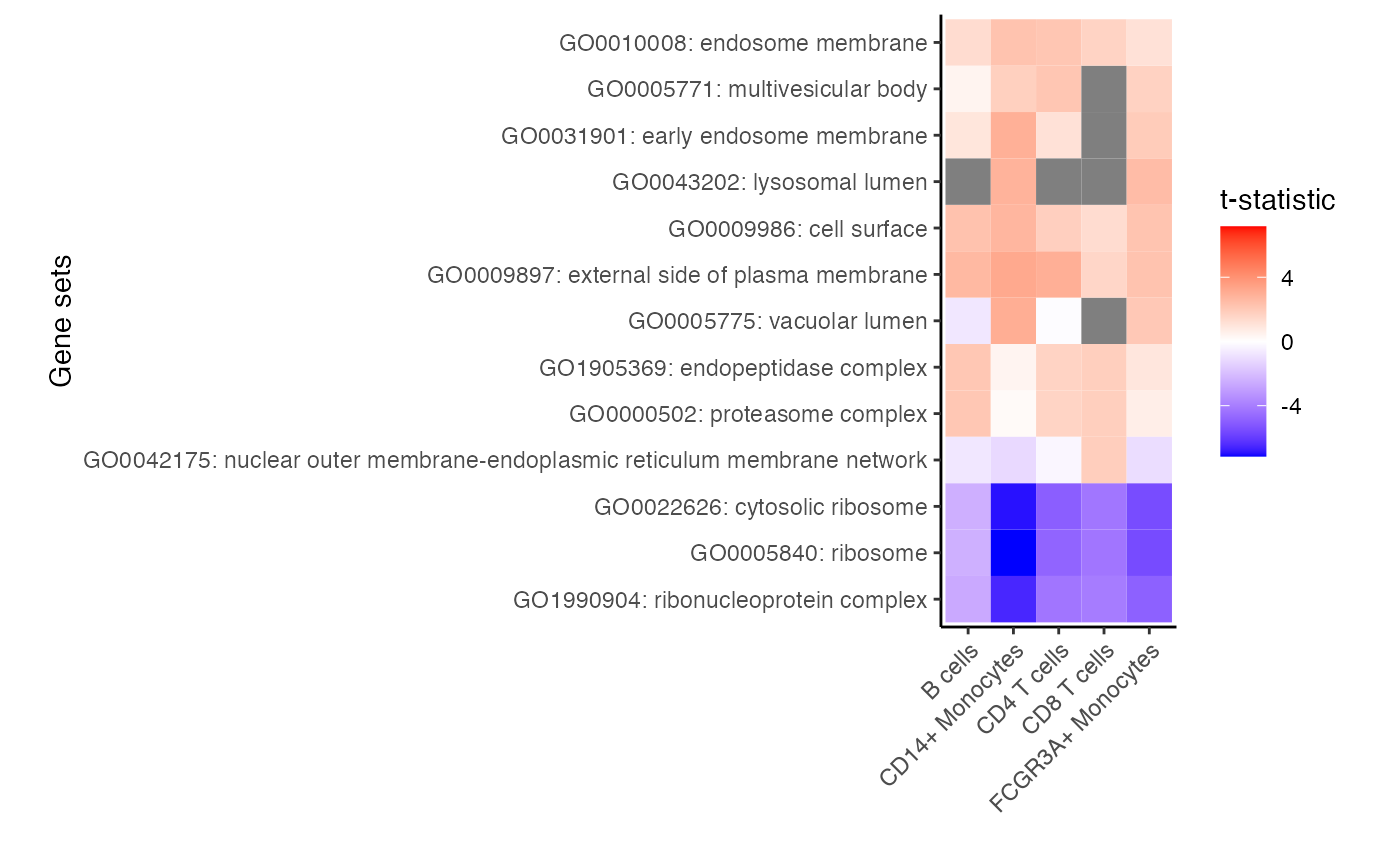 GO0010008: endosome membrane
GO0005771: multivesicular body
GO0031901: early endosome membrane
GO0043202: lysosomal lumen
GO0009986: cell surface
GO0009897: external side of plasma membrane
GO0005775: vacuolar lumen
GO1905369: endopeptidase complex
GO0000502: proteasome complex
GO0042175: nuclear outer membrane-endoplasmic reticulum membrane network
GO0022626: cytosolic ribosome
GO0005840: ribosome
GO1990904: ribonucleoprotein complex
Gene sets
B cells
CD14+ Monocytes
CD4 T cells
CD8 T cells
FCGR3A+ Monocytes
t-statistic
4
0
-4